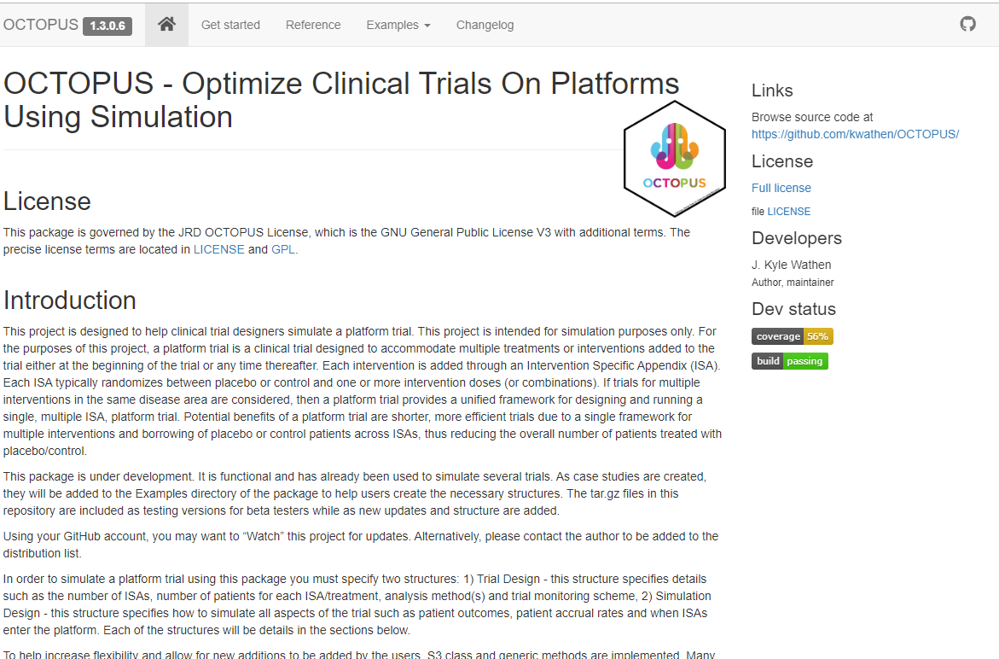 OCTOPUS 1.3.0.6 Get started Reference Examples Changelog
OCTOPUS - Optimize Clinical Trials On Platforms
Using Simulation
OCTOPUS
License
This package is governed by the JRD OCTOPUS License, which is the GNU General Public License V3 with additional terms. The
precise license terms are located in LICENSE and GPL.
Introduction
This project is designed to help clinical trial designers simulate a platform trial. This project is intended for simulation purposes only. For
the purposes of this project, a platform trial is a clinical trial designed to accommodate multiple treatments or interventions added to the
trial either at the beginning of the trial or any time thereafter. Each intervention is added through an Intervention Specific Appendix (ISA).
Each ISA typically randomizes between placebo or control and one or more intervention doses (or combinations). If trials for multiple
interventions in the same disease area are considered, then a platform trial provides a unified framework for designing and running a
single, multiple ISA, platform trial. Potential benefits of a platform trial are shorter, more efficient trials due to a single framework for
multiple interventions and borrowing of placebo or control patients across ISAs, thus reducing the overall number of patients treated with
placebo/control.
This package is under development. It is functional and has already been used to simulate several trials. As case studies are created,
they will be added to the Examples directory of the package to help users create the necessary structures. The tar.gz files in this
repository are included as testing versions for beta testers while as new updates and structure are added.
Using your GitHub account, you may want to “Watch” this project for updates. Alternatively, please contact the author to be added to the
distribution list.
In order to simulate a platform trial using this package you must specify two structures: 1) Trial Design - this structure specifies details
such as the number of ISAs, number of patients for each ISA/treatment, analysis method(s) and trial monitoring scheme, 2) Simulation
Design - this structure specifies how to simulate all aspects of the trial such as patient outcomes, patient accrual rates and when ISAs
enter the platform. Each of the structures will be details in the sections below.
To help increase flexibility and allow for new additions to be added by the users, S3 class and generic methods are implemented. Many
Links
Browse source code at
https://github.com/kwathen/OCTOPUS/
License
Full license
file LICENSE
Developers
J. Kyle Wathen
Author, maintainer
Dev status
coverage 56%
build passing